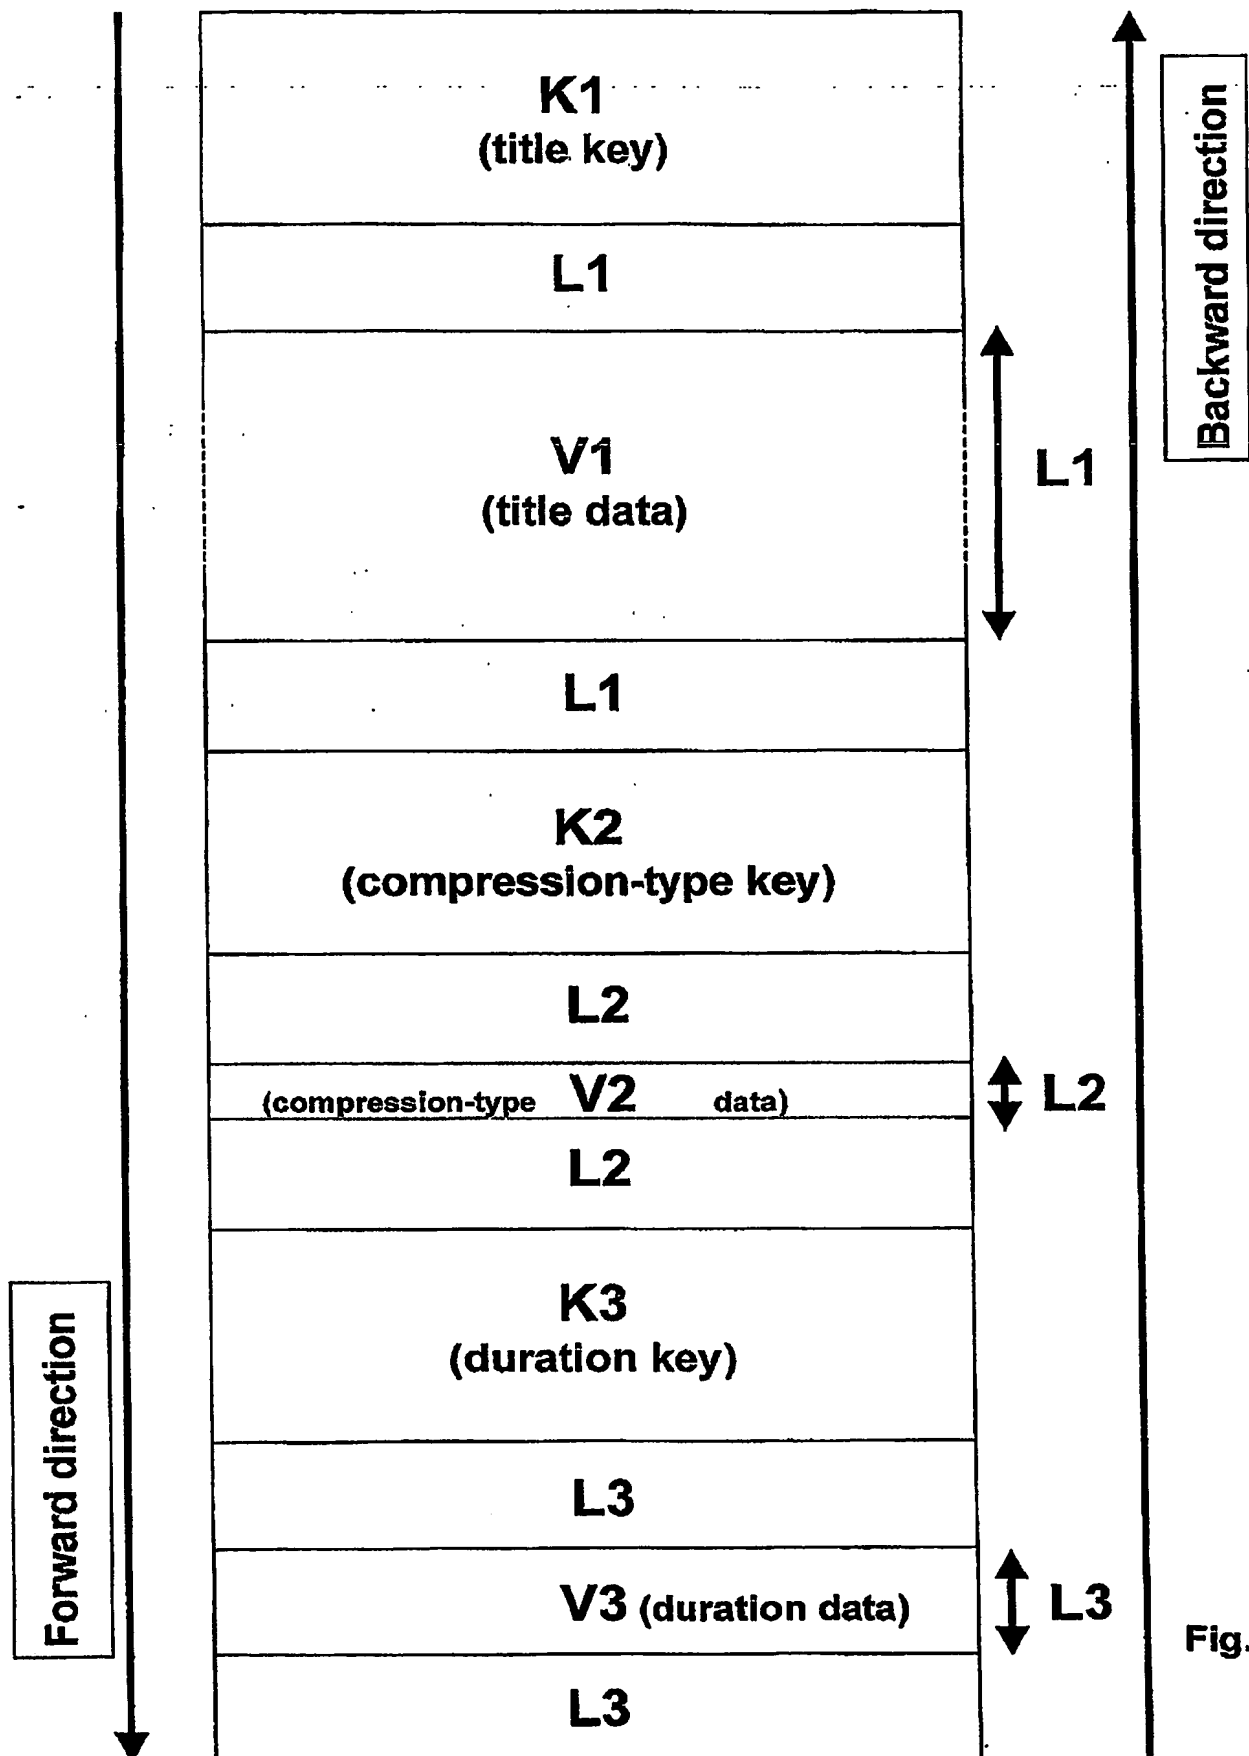 K1
(title key)
L1
V1
(title data)
L1
L1
K2
(compression-type key)
L2
(compression-type V2 data)
L2
L2
K3
(duration key)
L3
V3 (duration data)
L3
L3
Forward direction
Backward direction
Fig.